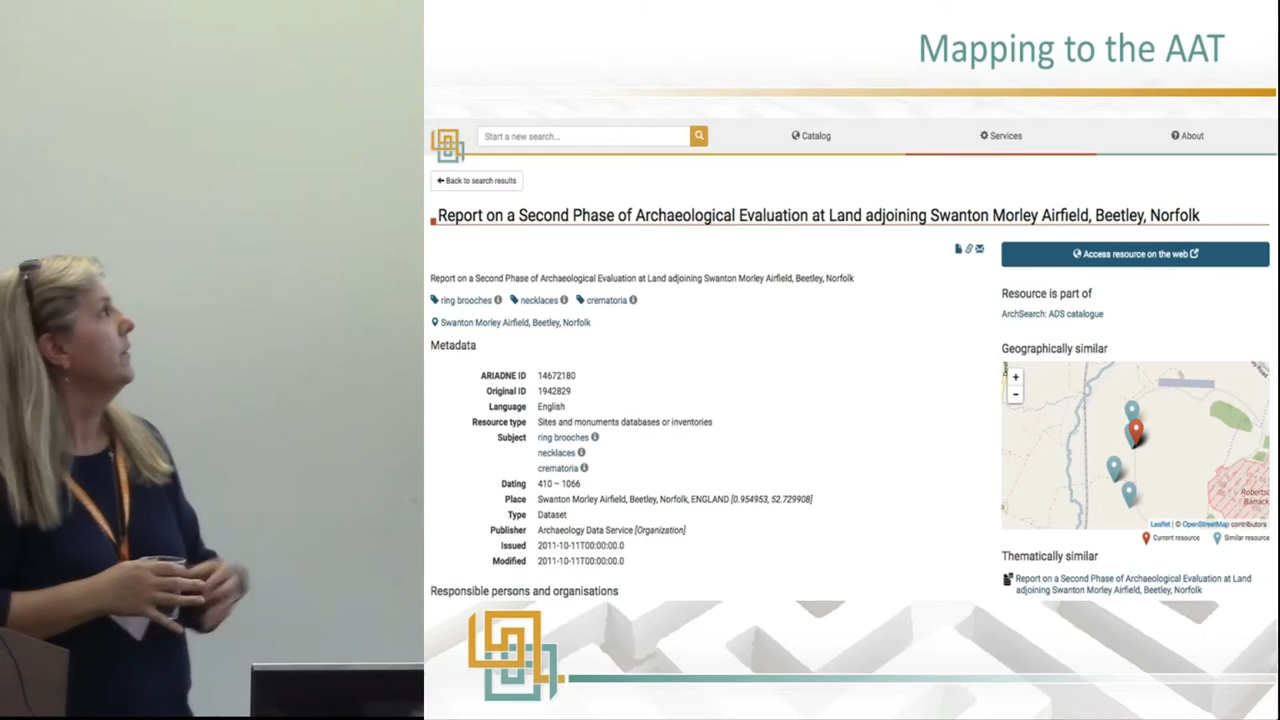 Mapping to the AAT
Start a new search...
Catalog
Services
About
Back to search results
Report on a Second Phase of Archaeological Evaluation at Land adjoining Swanton Morley Airfield, Beetley, Norfolk
Access resource on the web
Report on a Second Phase of Archaeological Evaluation at Land adjoining Swanton Morley Airfield, Beetley, Norfolk
ring brooches necklaces crematoria
Swanton Morley Airfield, Beetley, Norfolk
Metadata
ARIADNE ID 14672180
Original ID 1942829
Language English
Resource type Sites and monuments databases or inventories
Subject ring brooches
necklaces
crematoria
Dating 410 – 1066
Place Swanton Morley Airfield, Beetley, Norfolk, ENGLAND [0.954953, 52.729908]
Type Dataset
Publisher Archaeology Data Service [Organization]
Issued 2011-10-11T00:00:00.0
Modified 2011-10-11T00:00:00.0
Responsible persons and organisations
Resource is part of
ArchSearch: ADS catalogue
Geographically similar
+
-
Leaflet | © OpenStreetMap contributors
Current resource Similar resource
Thematically similar
Report on a Second Phase of Archaeological Evaluation at Land
adjoining Swanton Morley Airfield, Beetley, Norfolk